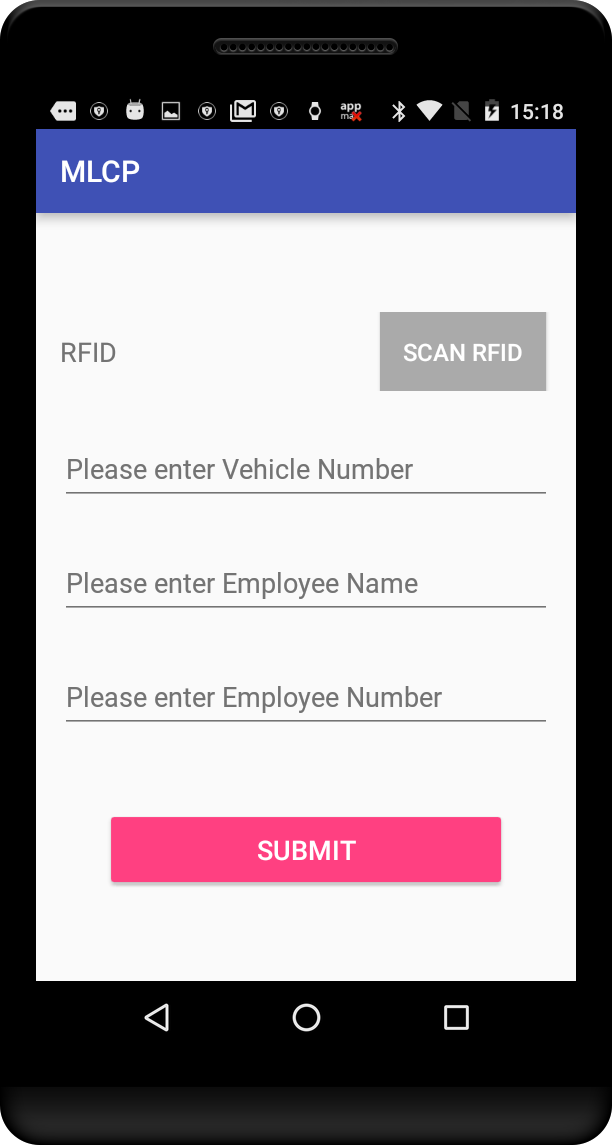 app
15:18
MLCP
RFID
SCAN RFID
Please enter Vehicle Number
Please enter Employee Name
Please enter Employee Number
SUBMIT